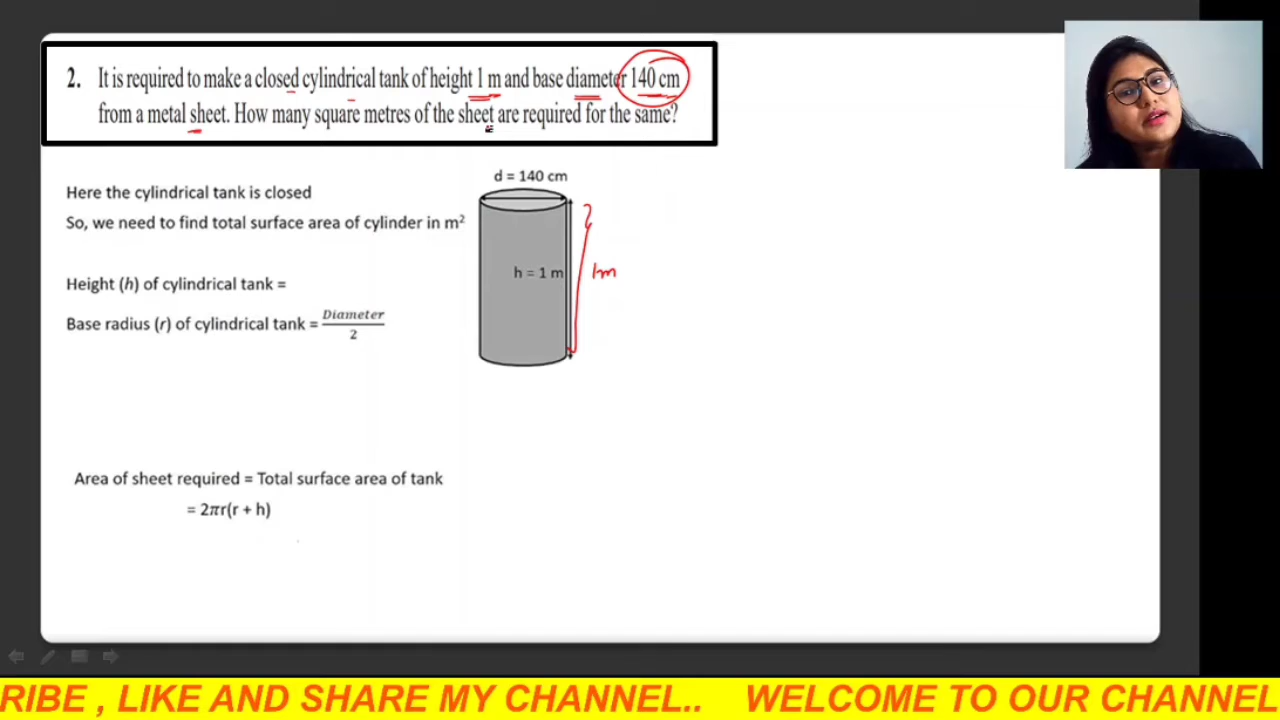 2. It is required to make a closed cylindrical tank of height 1 m and base diameter 140 cm
from a metal sheet. How many square metres of the sheet are required for the same?
d = 140 cm
Here the cylindrical tank is closed
So, we need to find total surface area of cylinder in m²
h = 1 m
1m
Height (h) of cylindrical tank =
Base radius (r) of cylindrical tank = Diameter/2
Area of sheet required = Total surface area of tank
= 2πr(r + h)
RIBE , LIKE AND SHARE MY CHANNEL.. WELCOME TO OUR CHANNEL